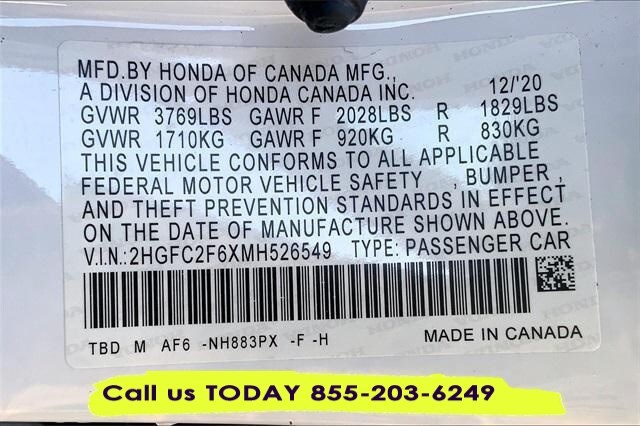 MFD.BY HONDA OF CANADA MFG.,
A DIVISION OF HONDA CANADA INC. 12/'20
GVWR 3769LBS GAWR F 2028LBS R 1829LBS
GVWR 1710KG GAWR F 920KG R 830KG
THIS VEHICLE CONFORMS TO ALL APPLICABLE
FEDERAL MOTOR VEHICLE SAFETY , BUMPER ,
AND THEFT PREVENTION STANDARDS IN EFFECT
ON THE DATE OF MANUFACTURE SHOWN ABOVE.
V.I.N.:2HGFC2F6XMH526549 TYPE: PASSENGER CAR
TBD M AF6 -NH883PX -F -H MADE IN CANADA
Call us TODAY 855-203-6249